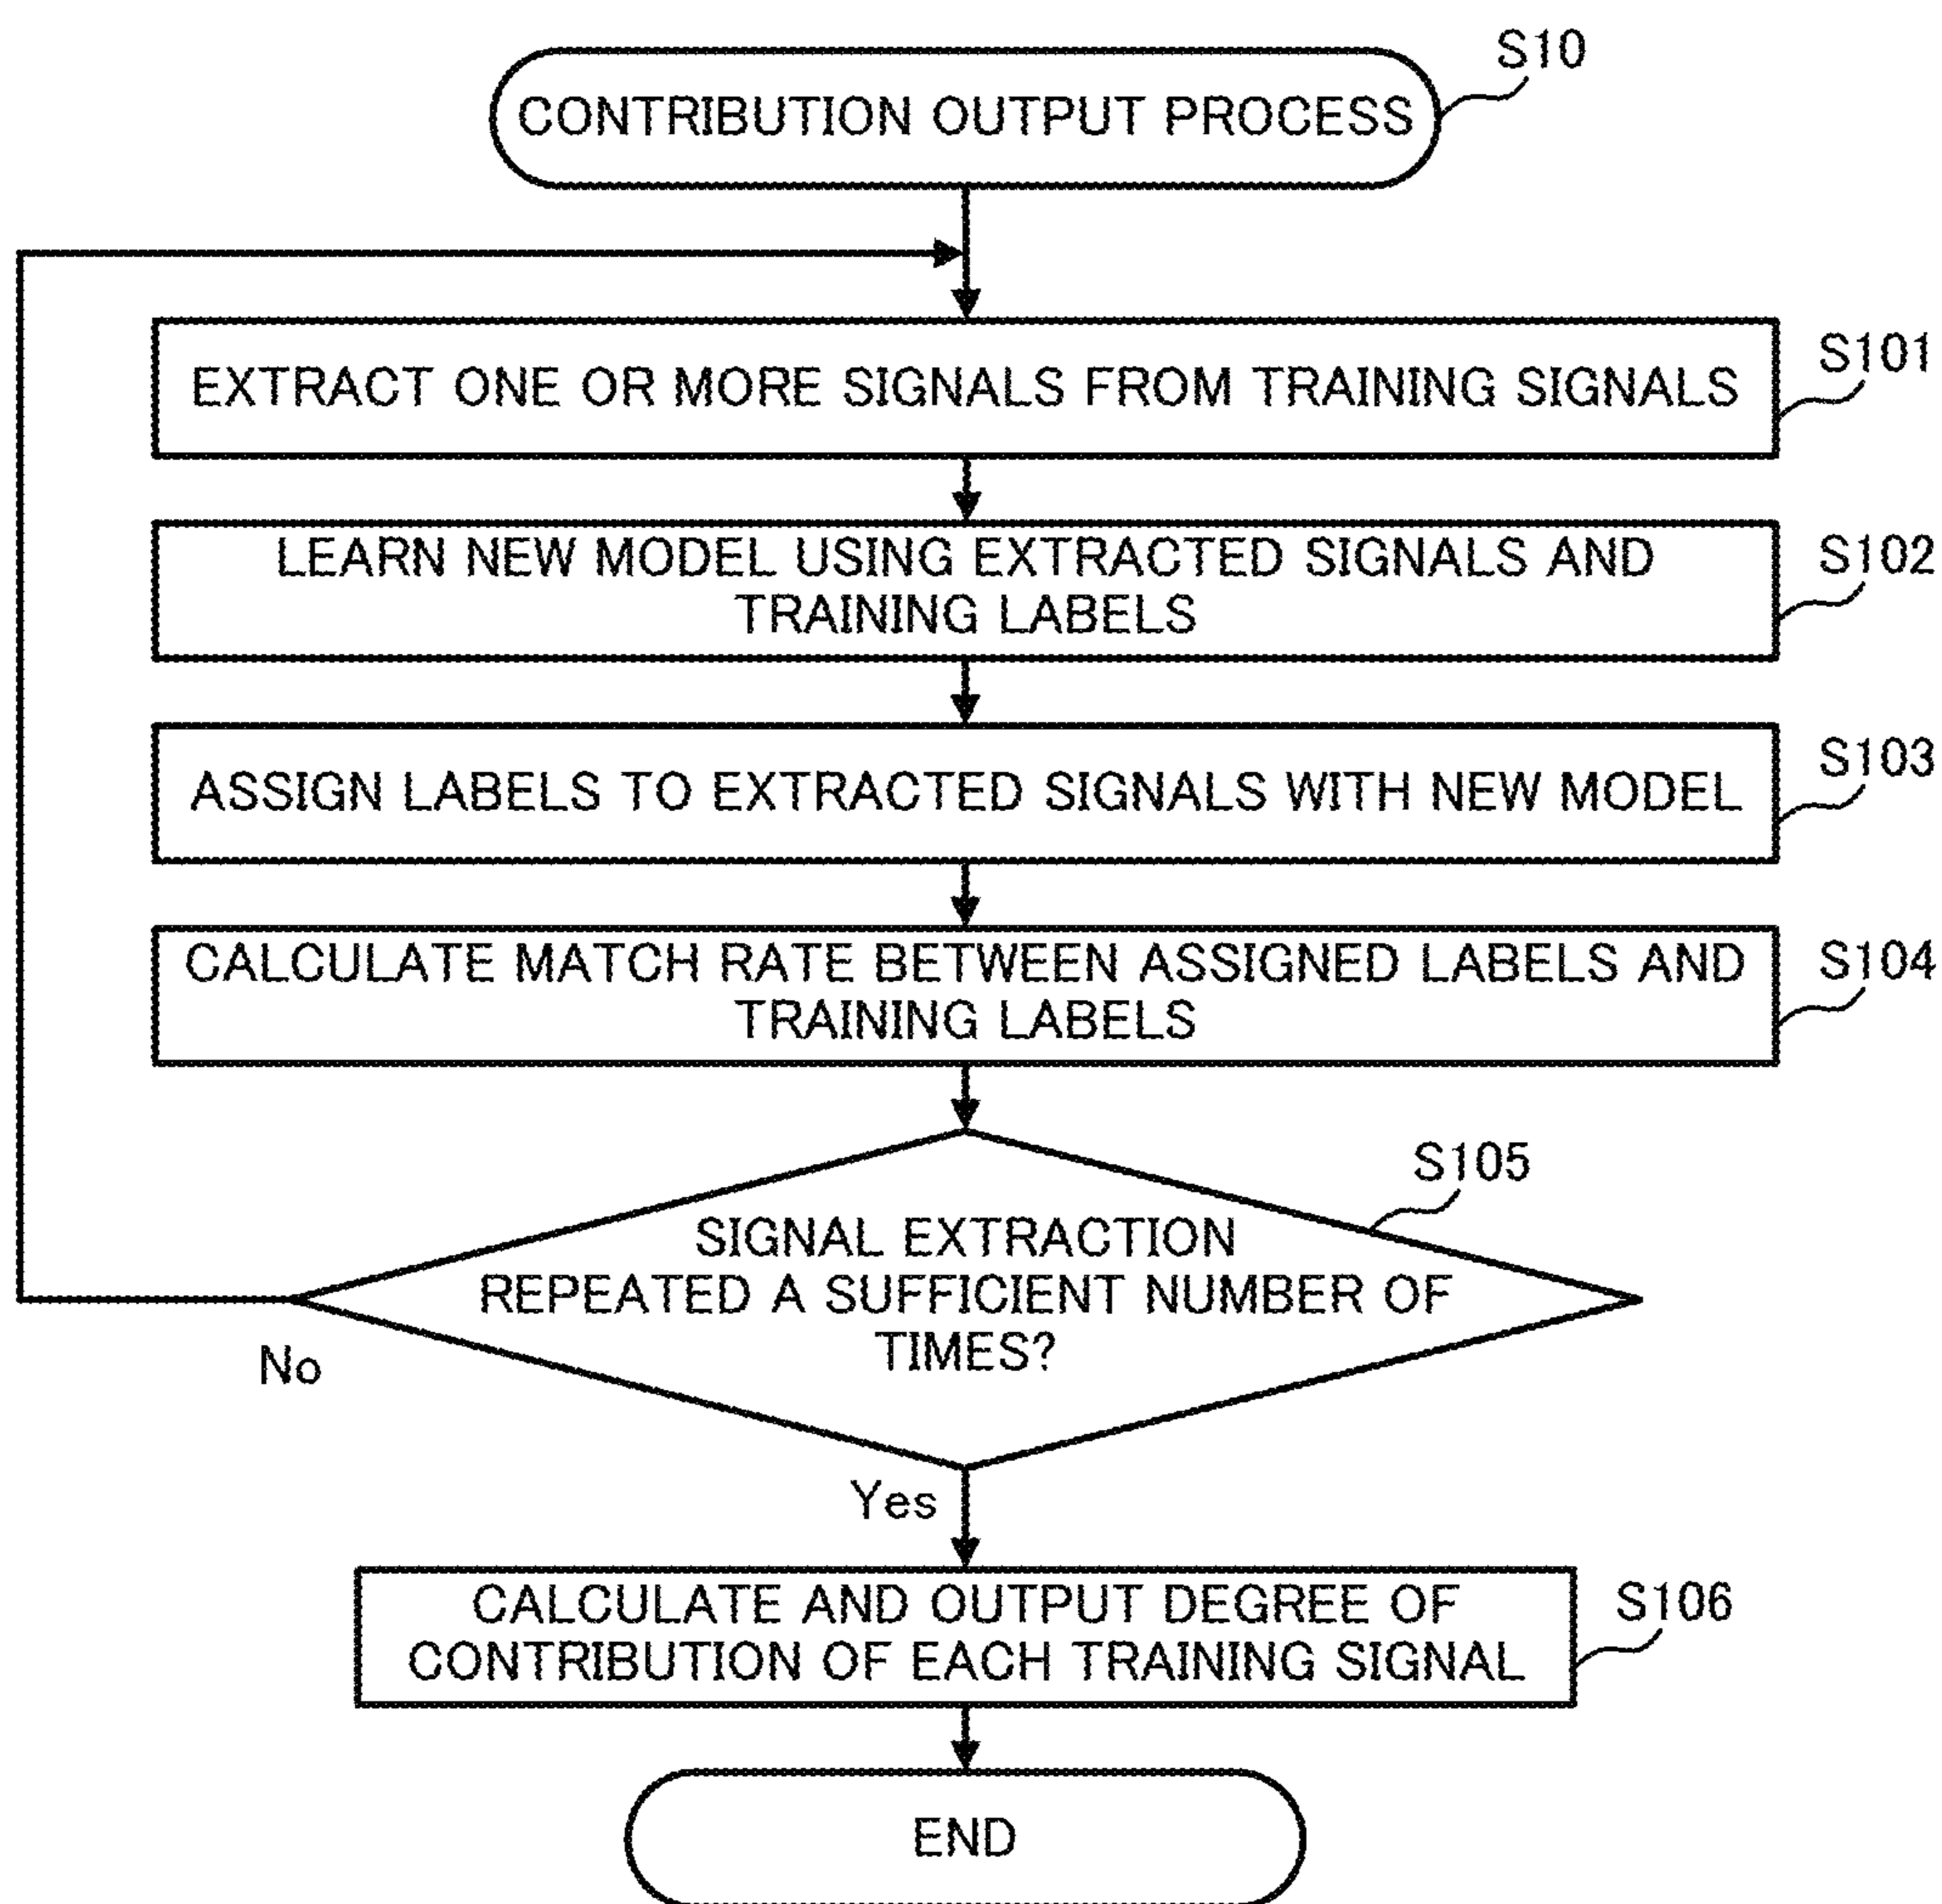 S10
CONTRIBUTION OUTPUT PROCESS
S101
EXTRACT ONE OR MORE SIGNALS FROM TRAINING SIGNALS
S102
LEARN NEW MODEL USING EXTRACTED SIGNALS AND
TRAINING LABELS
S103
ASSIGN LABELS TO EXTRACTED SIGNALS WITH NEW MODEL
S104
CALCULATE MATCH RATE BETWEEN ASSIGNED LABELS AND
TRAINING LABELS
S105
SIGNAL EXTRACTION
REPEATED A SUFFICIENT NUMBER OF
TIMES?
No
Yes
S106
CALCULATE AND OUTPUT DEGREE OF
CONTRIBUTION OF EACH TRAINING SIGNAL
END